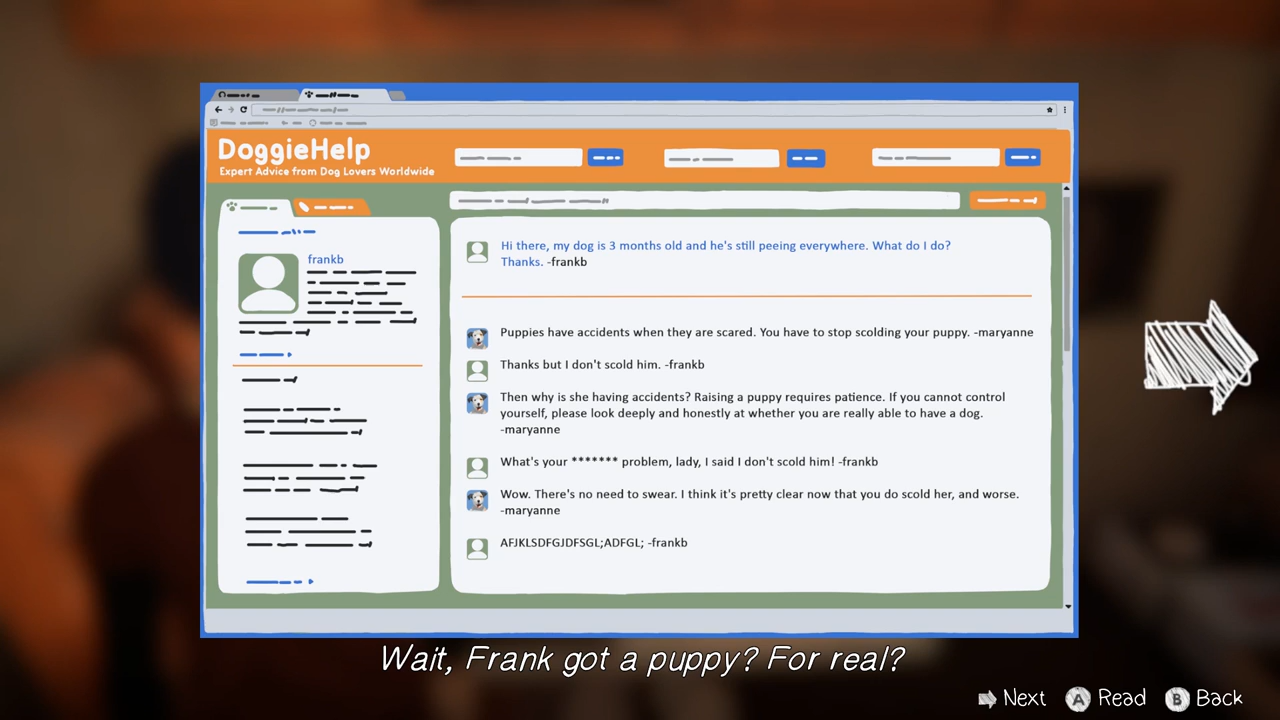 DoggieHelp
Expert Advice from Dog Lovers Worldwide
frankb
Hi there, my dog is 3 months old and he's still peeing everywhere. What do I do?
Thanks. -frankb
Puppies have accidents when they are scared. You have to stop scolding your puppy. -maryanne
Thanks but I don't scold him. -frankb
Then why is she having accidents? Raising a puppy requires patience. If you cannot control
yourself, please look deeply and honestly at whether you are really able to have a dog.
-maryanne
What's your ******* problem, lady, I said I don't scold him! -frankb
Wow. There's no need to swear. I think it's pretty clear now that you do scold her, and worse.
-maryanne
AFJKLSDFGJDFSGL;ADFGL; -frankb
Wait, Frank got a puppy? For real?
Next A Read B Back